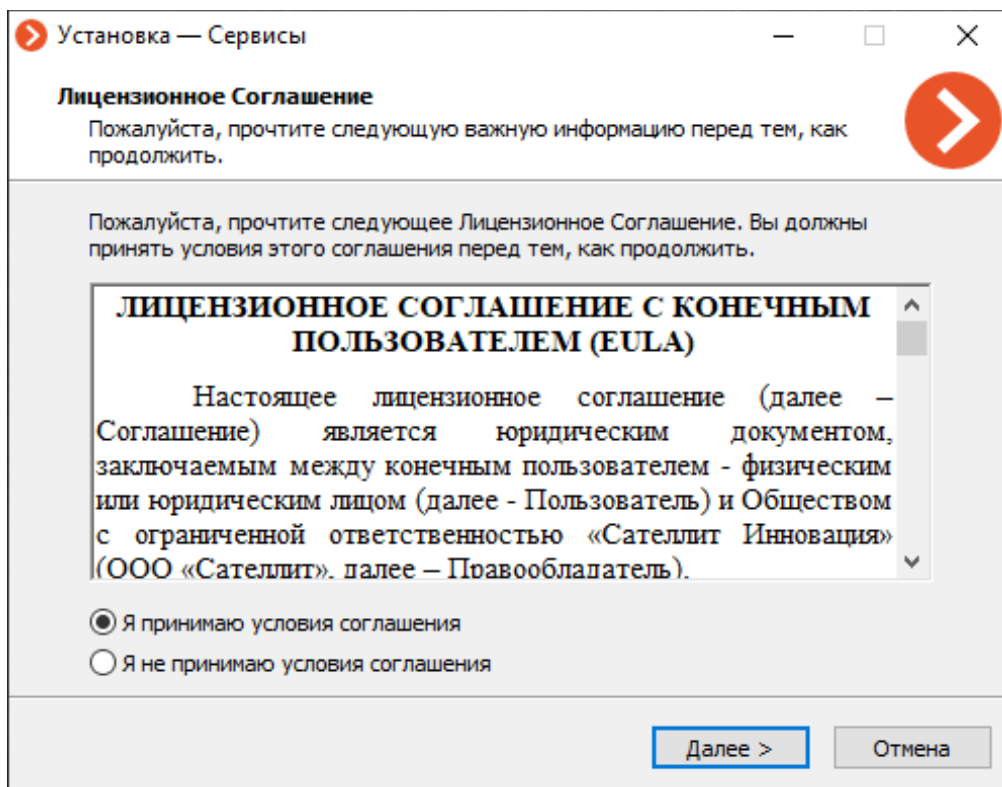 Установка — Сервисы
Лицензионное Соглашение
Пожалуйста, прочтите следующую важную информацию перед тем, как
продолжить.
Пожалуйста, прочтите следующее Лицензионное Соглашение. Вы должны
принять условия этого соглашения перед тем, как продолжить.
ЛИЦЕНЗИОННОЕ СОГЛАШЕНИЕ С КОНЕЧНЫМ
ПОЛЬЗОВАТЕЛЕМ (EULA)
Настоящее лицензионное соглашение (далее –
Соглашение) является юридическим документом,
заключаемым между конечным пользователем - физическим
или юридическим лицом (далее - Пользователь) и Обществом
с ограниченной ответственностью «Сателлит Инновация»
(ООО «Сателлит», далее – Правообладатель).
Я принимаю условия соглашения
Я не принимаю условия соглашения
Далее >
Отмена